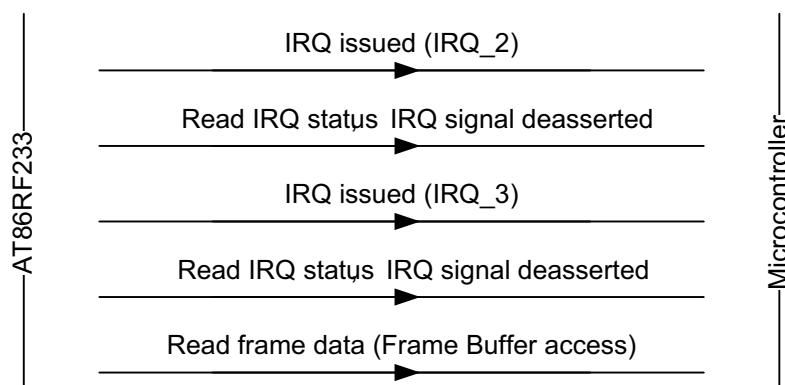 IRQ issued (IRQ_2)
Read IRQ status, IRQ signal deasserted
IRQ issued (IRQ_3)
Read IRQ status, IRQ signal deasserted
Read frame data (Frame Buffer access)
AT86RF233
Microcontroller